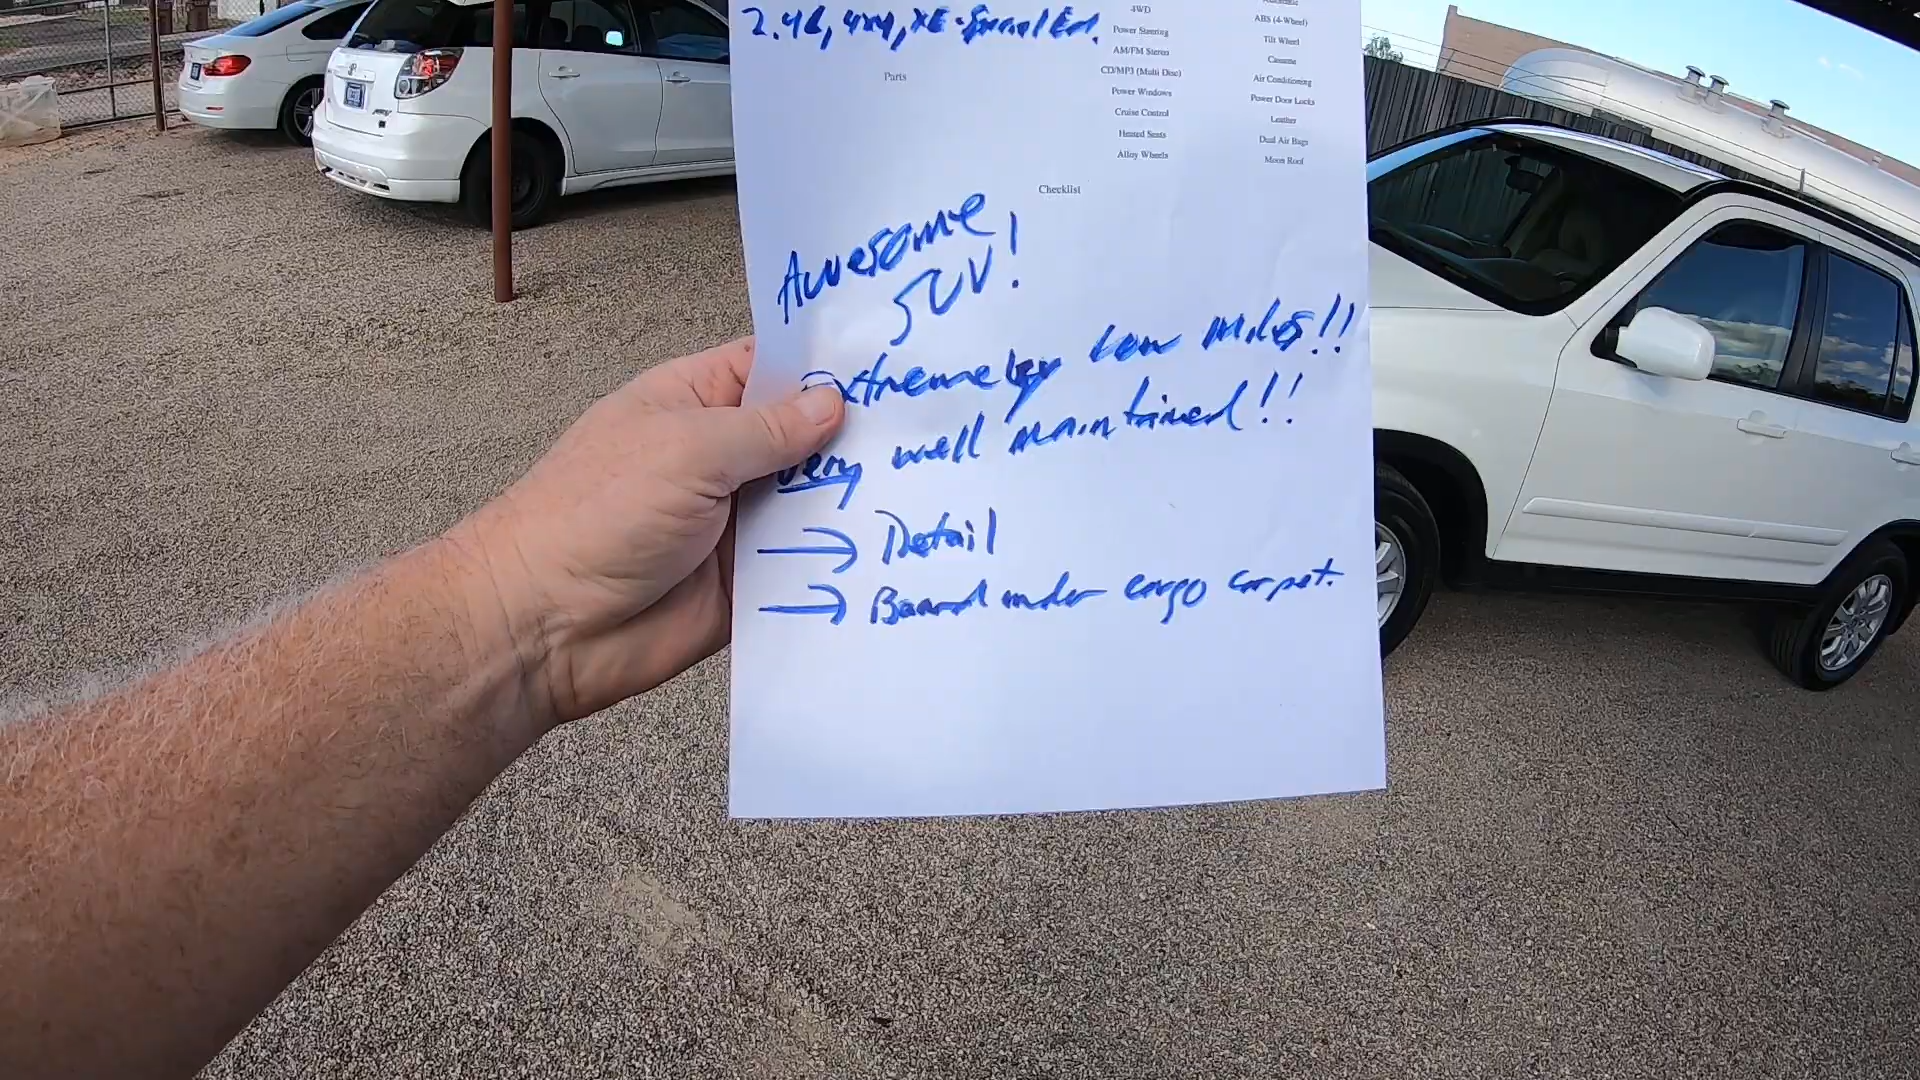 2.4L, 4x4, XE-Special Ed.
4WD
Power Steering
AM/FM Stereo
CD/MP3 (Multi Disc)
Power Windows
Cruise Control
Heated Seats
Alloy Wheels
Automatic
ABS (4-Wheel)
Tilt Wheel
Cassette
Air Conditioning
Power Door Locks
Leather
Dual Air Bags
Moon Roof
Parts
Checklist
Awesome
SUV!
Extremely low miles!!
Very well maintained!!
→ Detail
→ Board under cargo carpet.